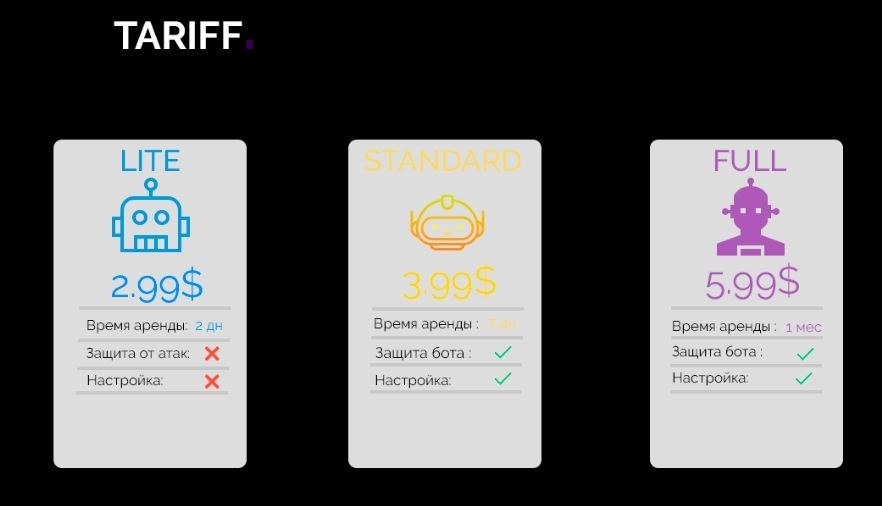 TARIFF.
LITE
2.99$
Время аренды: 2 дн
Защита от атак:
Настройка:
STANDARD
3.99$
Время аренды : 7 дн
Защита бота :
Настройка:
FULL
5.99$
Время аренды : 1 мес
Защита бота :
Настройка: